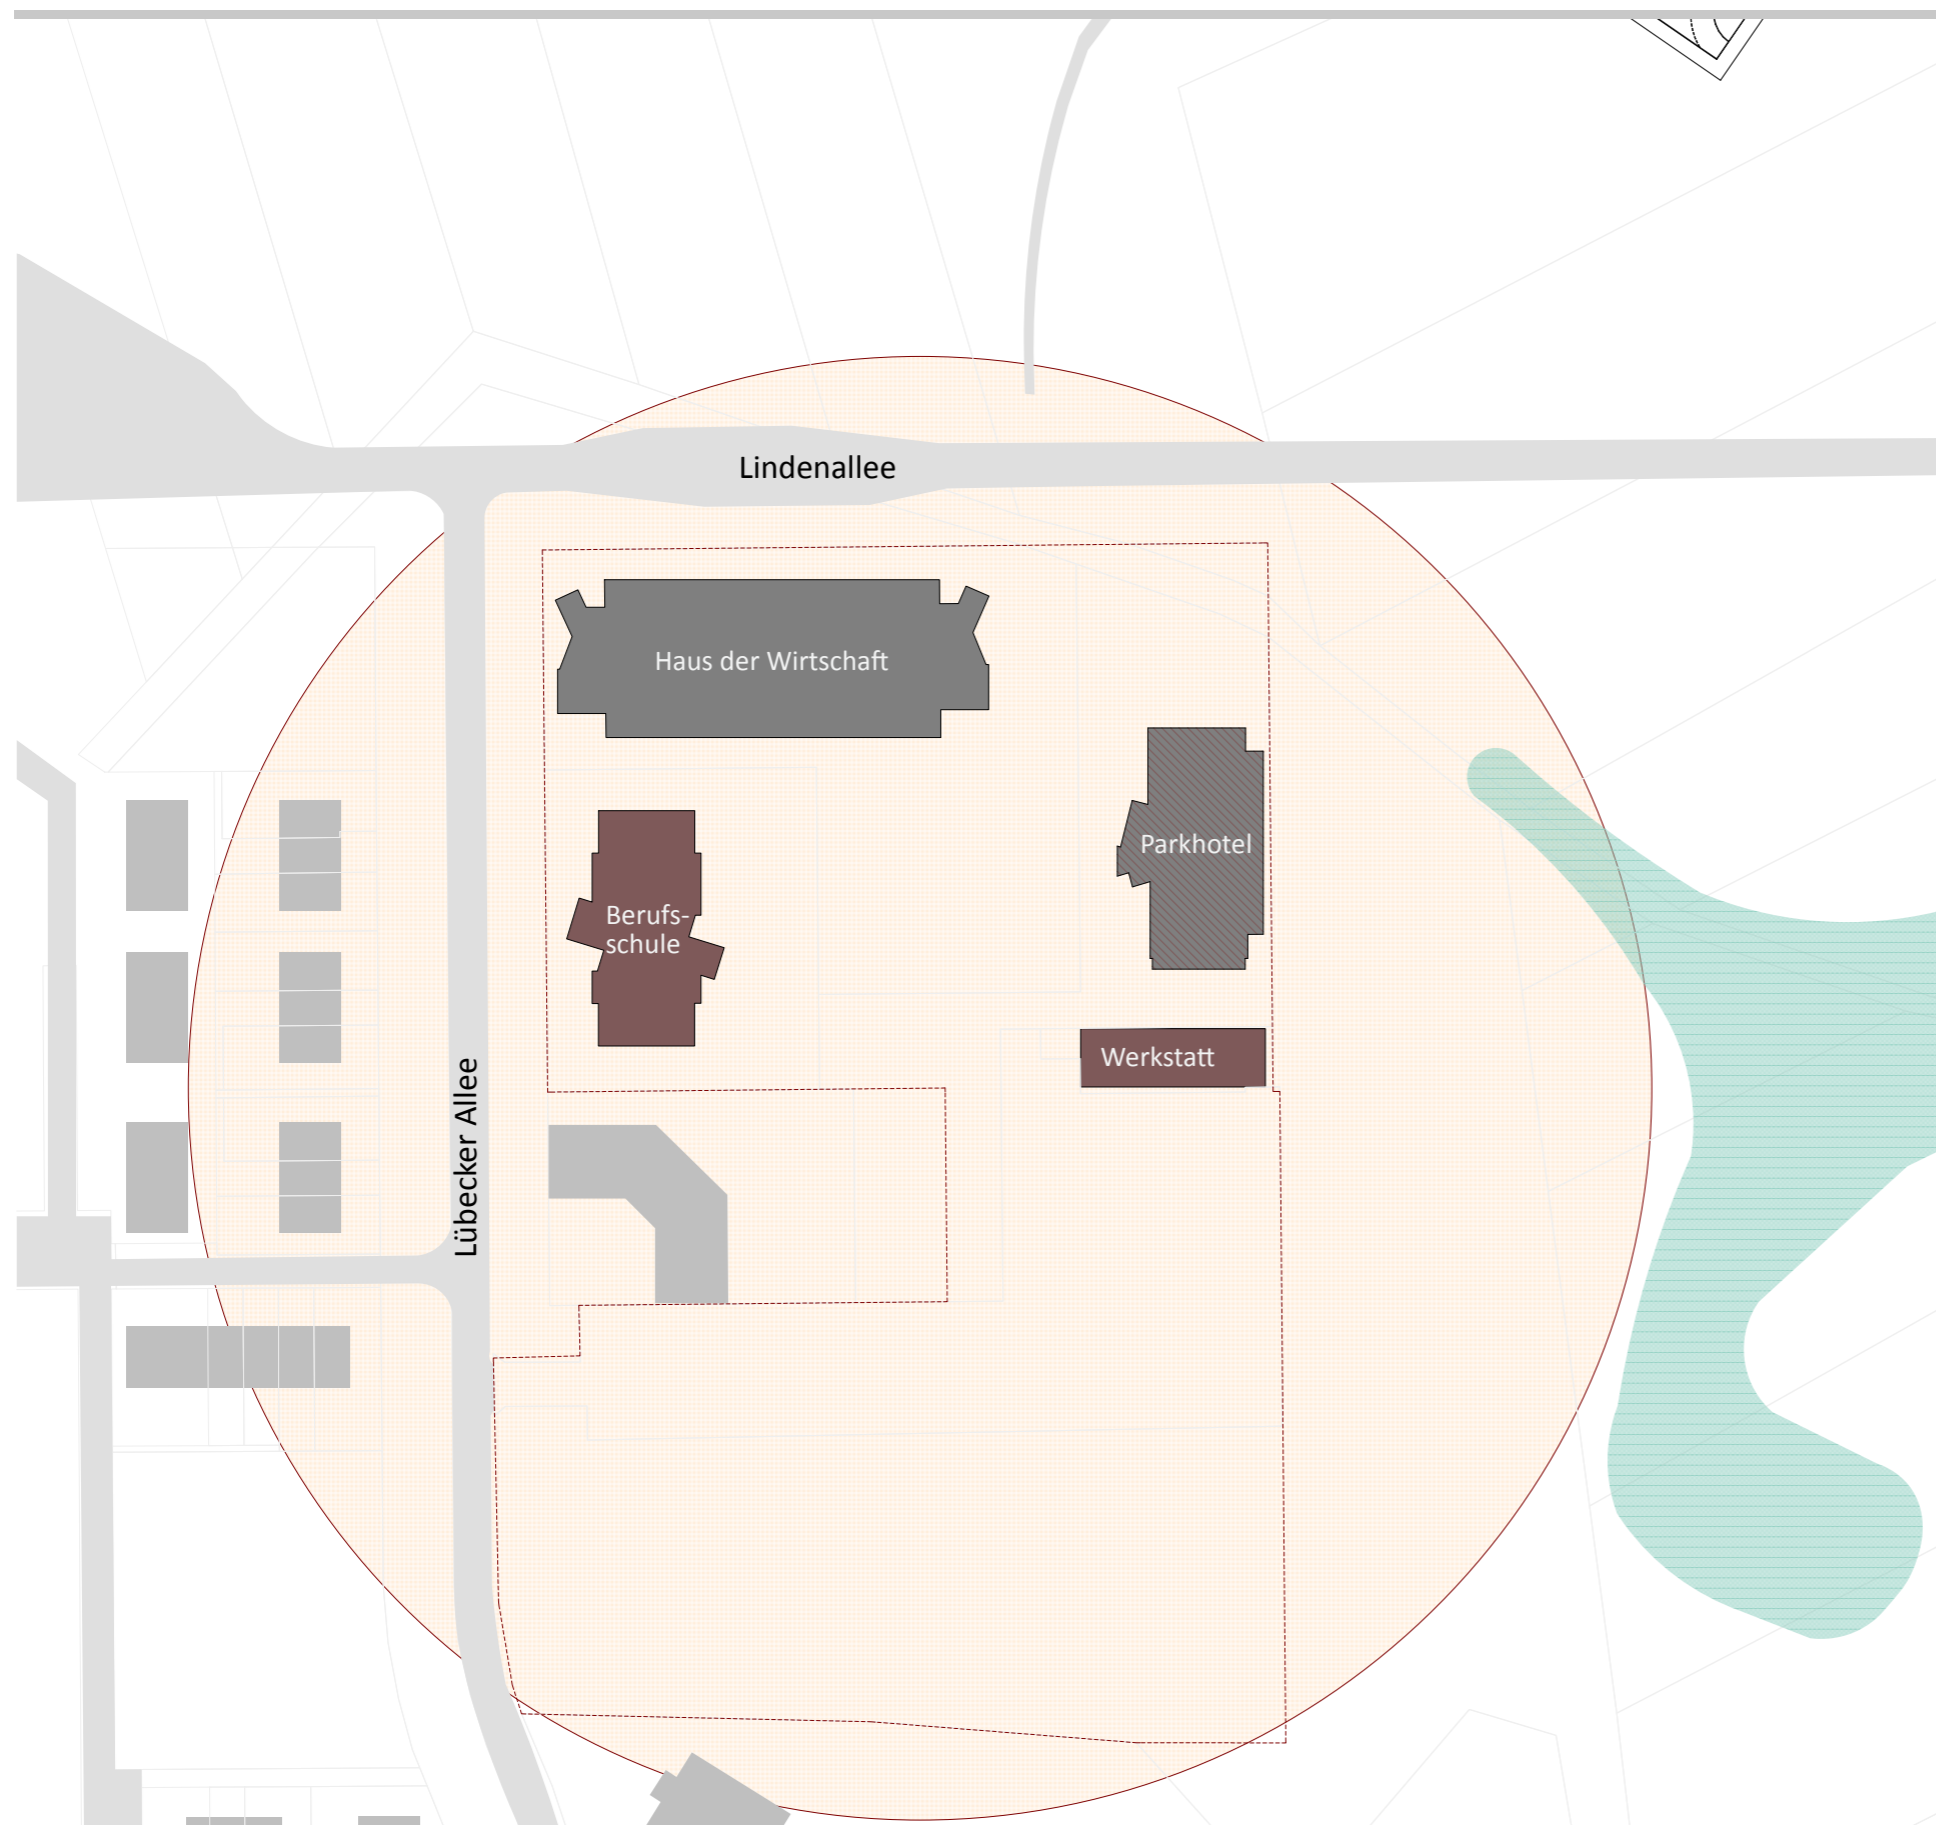 Lindenallee
Haus der Wirtschaft
Parkhotel
Berufs-
schule
Werkstatt
Lübecker Allee